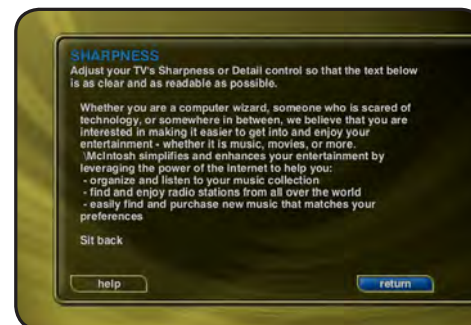 SHARPNESS
Adjust your TV's Sharpness or Detail control so that the text below
is as clear and as readable as possible.
Whether you are a computer wizard, someone who is scared of
technology, or somewhere in between, we believe that you are
interested in making it easier to get into and enjoy your
entertainment - whether it is music, movies, or more.
\McIntosh simplifies and enhances your entertainment by
leveraging the power of the Internet to help you:
- organize and listen to your music collection
- find and enjoy radio stations from all over the world
- easily find and purchase new music that matches your
preferences
Sit back
help
return